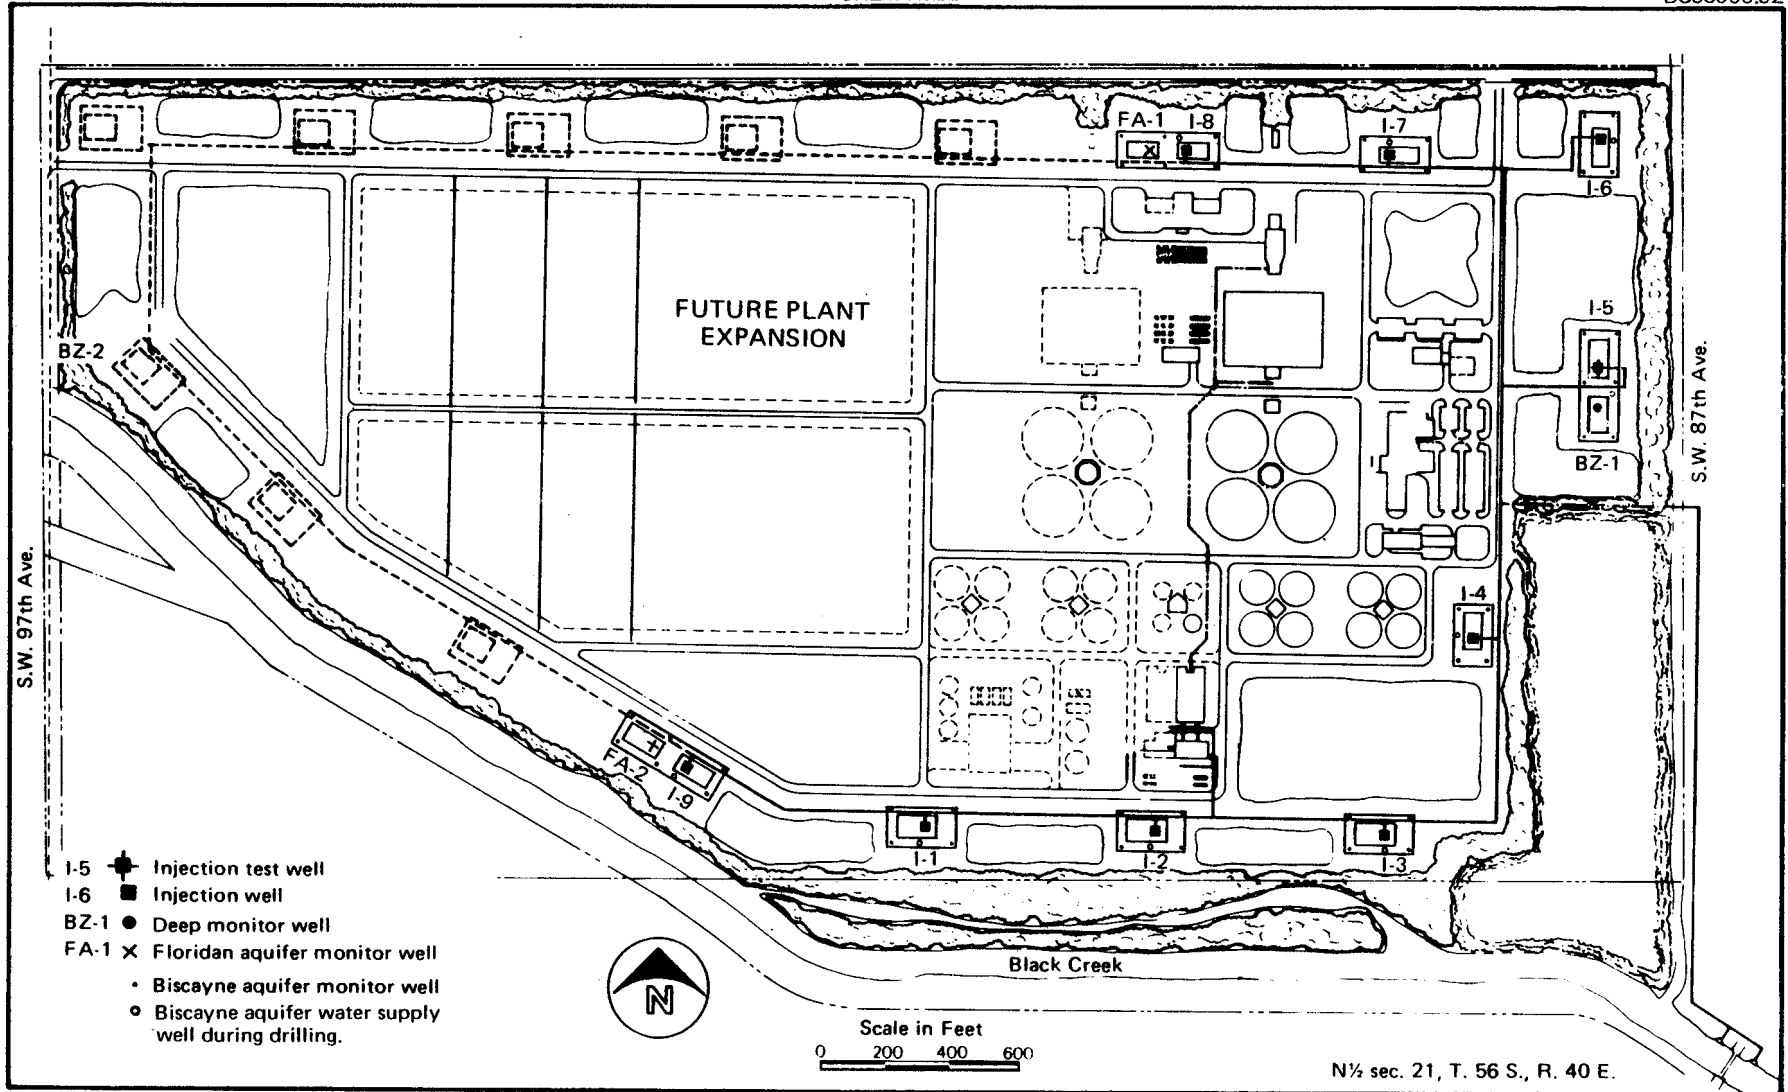 FA-1
I-8
I-7
I-6
FUTURE PLANT
EXPANSION
I-5
BZ-2
S.W. 87th Ave.
BZ-1
S.W. 97th Ave.
I-4
FA-2
I-9
I-1
I-2
I-3
I-5 Injection test well
I-6 Injection well
BZ-1 Deep monitor well
FA-1 Floridan aquifer monitor well
Biscayne aquifer monitor well
Biscayne aquifer water supply
well during drilling.
N
Black Creek
Scale in Feet
0 200 400 600
N½ sec. 21, T. 56 S., R. 40 E.